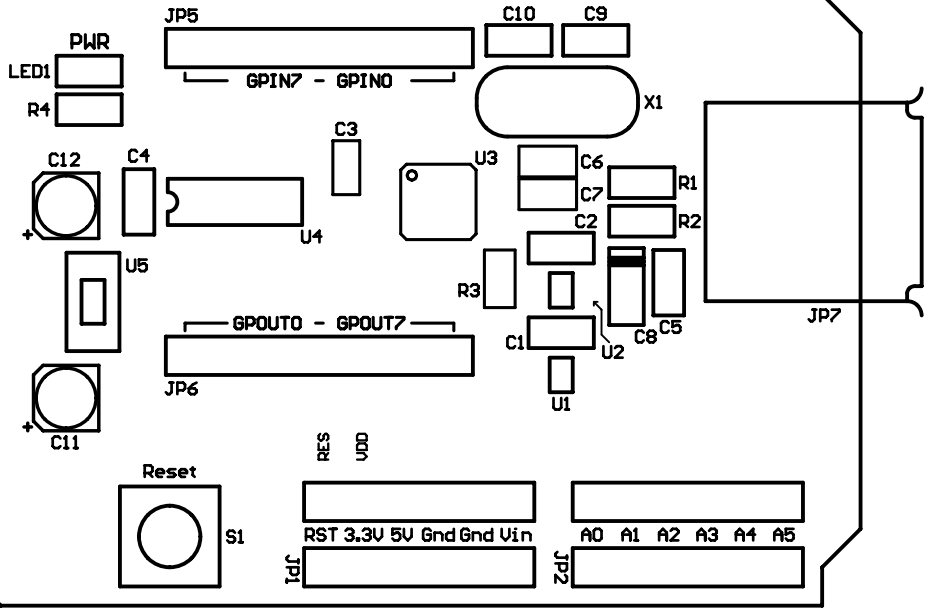 JP5
C10
C9
PWR
LED1
GPIN7 - GPIN0
R4
X1
C3
C12
C4
U3
C6
R1
C7
R2
C2
U4
U5
R3
JP7
GPOUT0 - GPOUT7
C5
C8
C1
U2
JP6
U1
C11
RES
VDD
Reset
S1
RST 3.3V 5V Gnd Gnd Vin
A0 A1 A2 A3 A4 A5
JP1
JP2
+
+